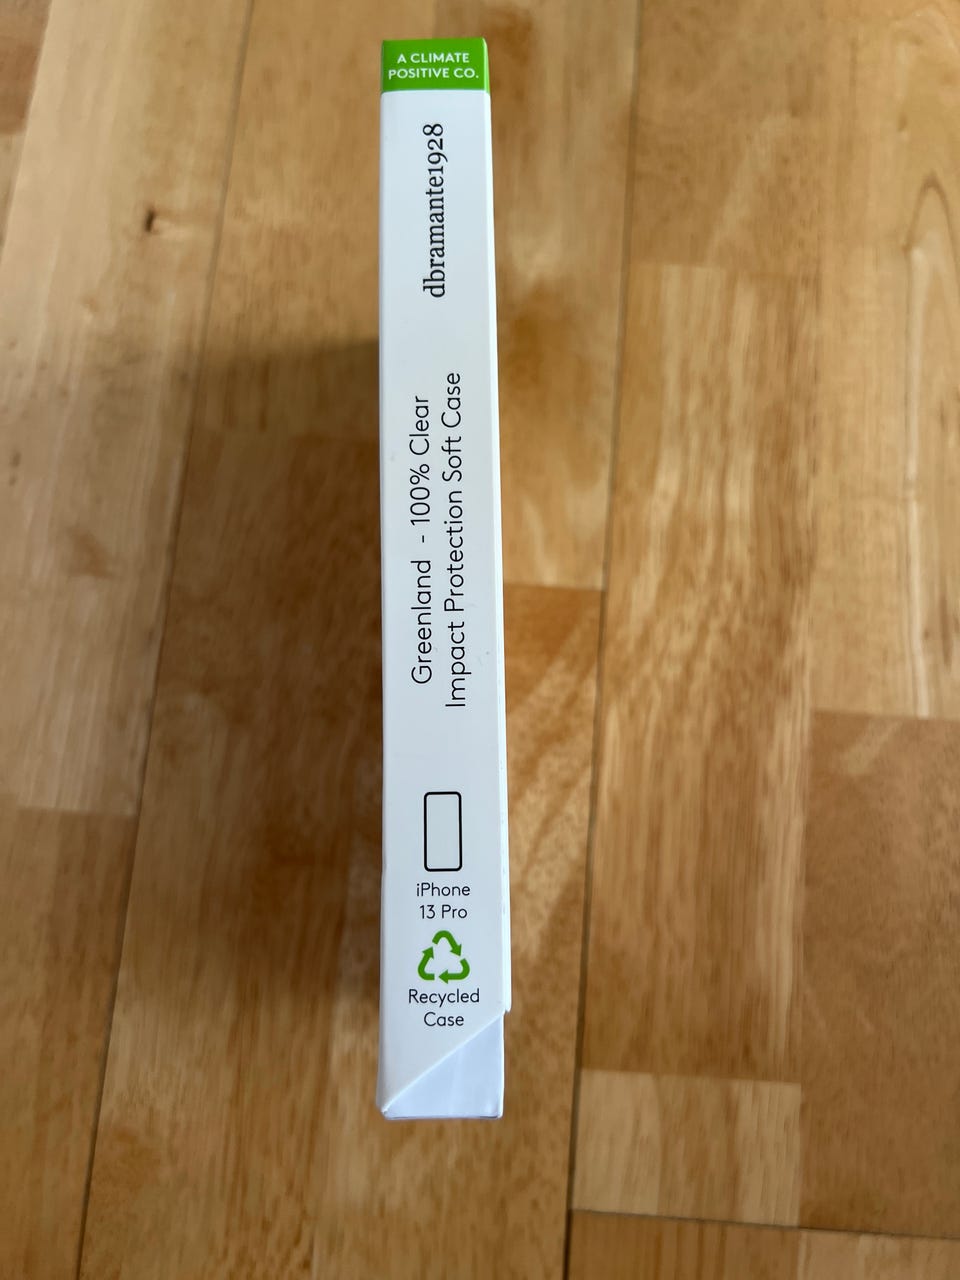 A CLIMATE
POSITIVE CO.
dbramante1928
Greenland - 100% Clear
Impact Protection Soft Case
iPhone
13 Pro
Recycled
Case